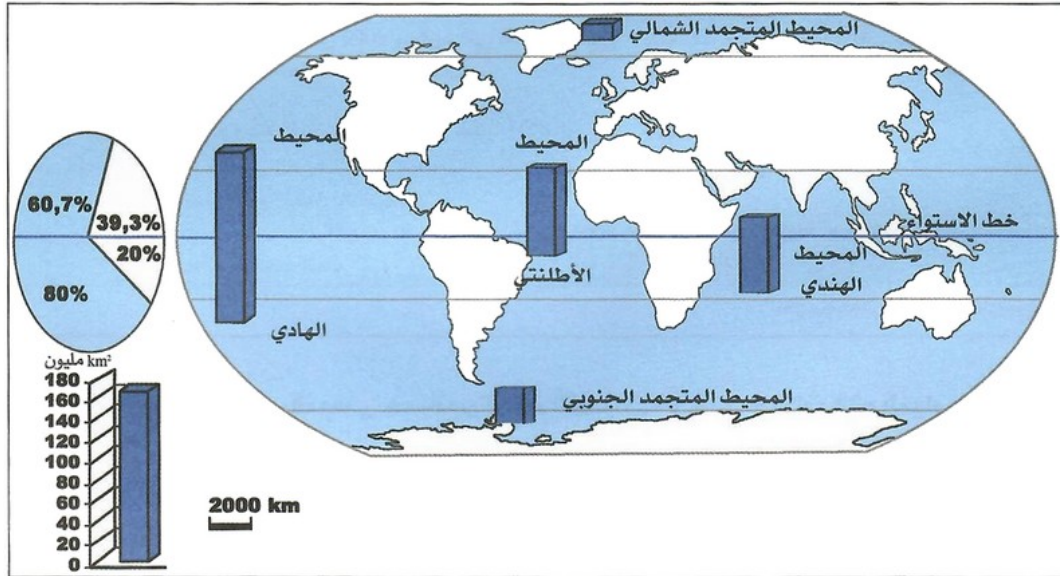 المحيط المتجمد الشمالي
المحيط
المحيط
60,7%
39,3%
خط الاستواء
20%
المحيط
80%
الأطلنتي
الهندي
الهادي
مليون km²
180
160
140
120
100
80
60
40
20
0
المحيط المتجمد الجنوبي
2000 km